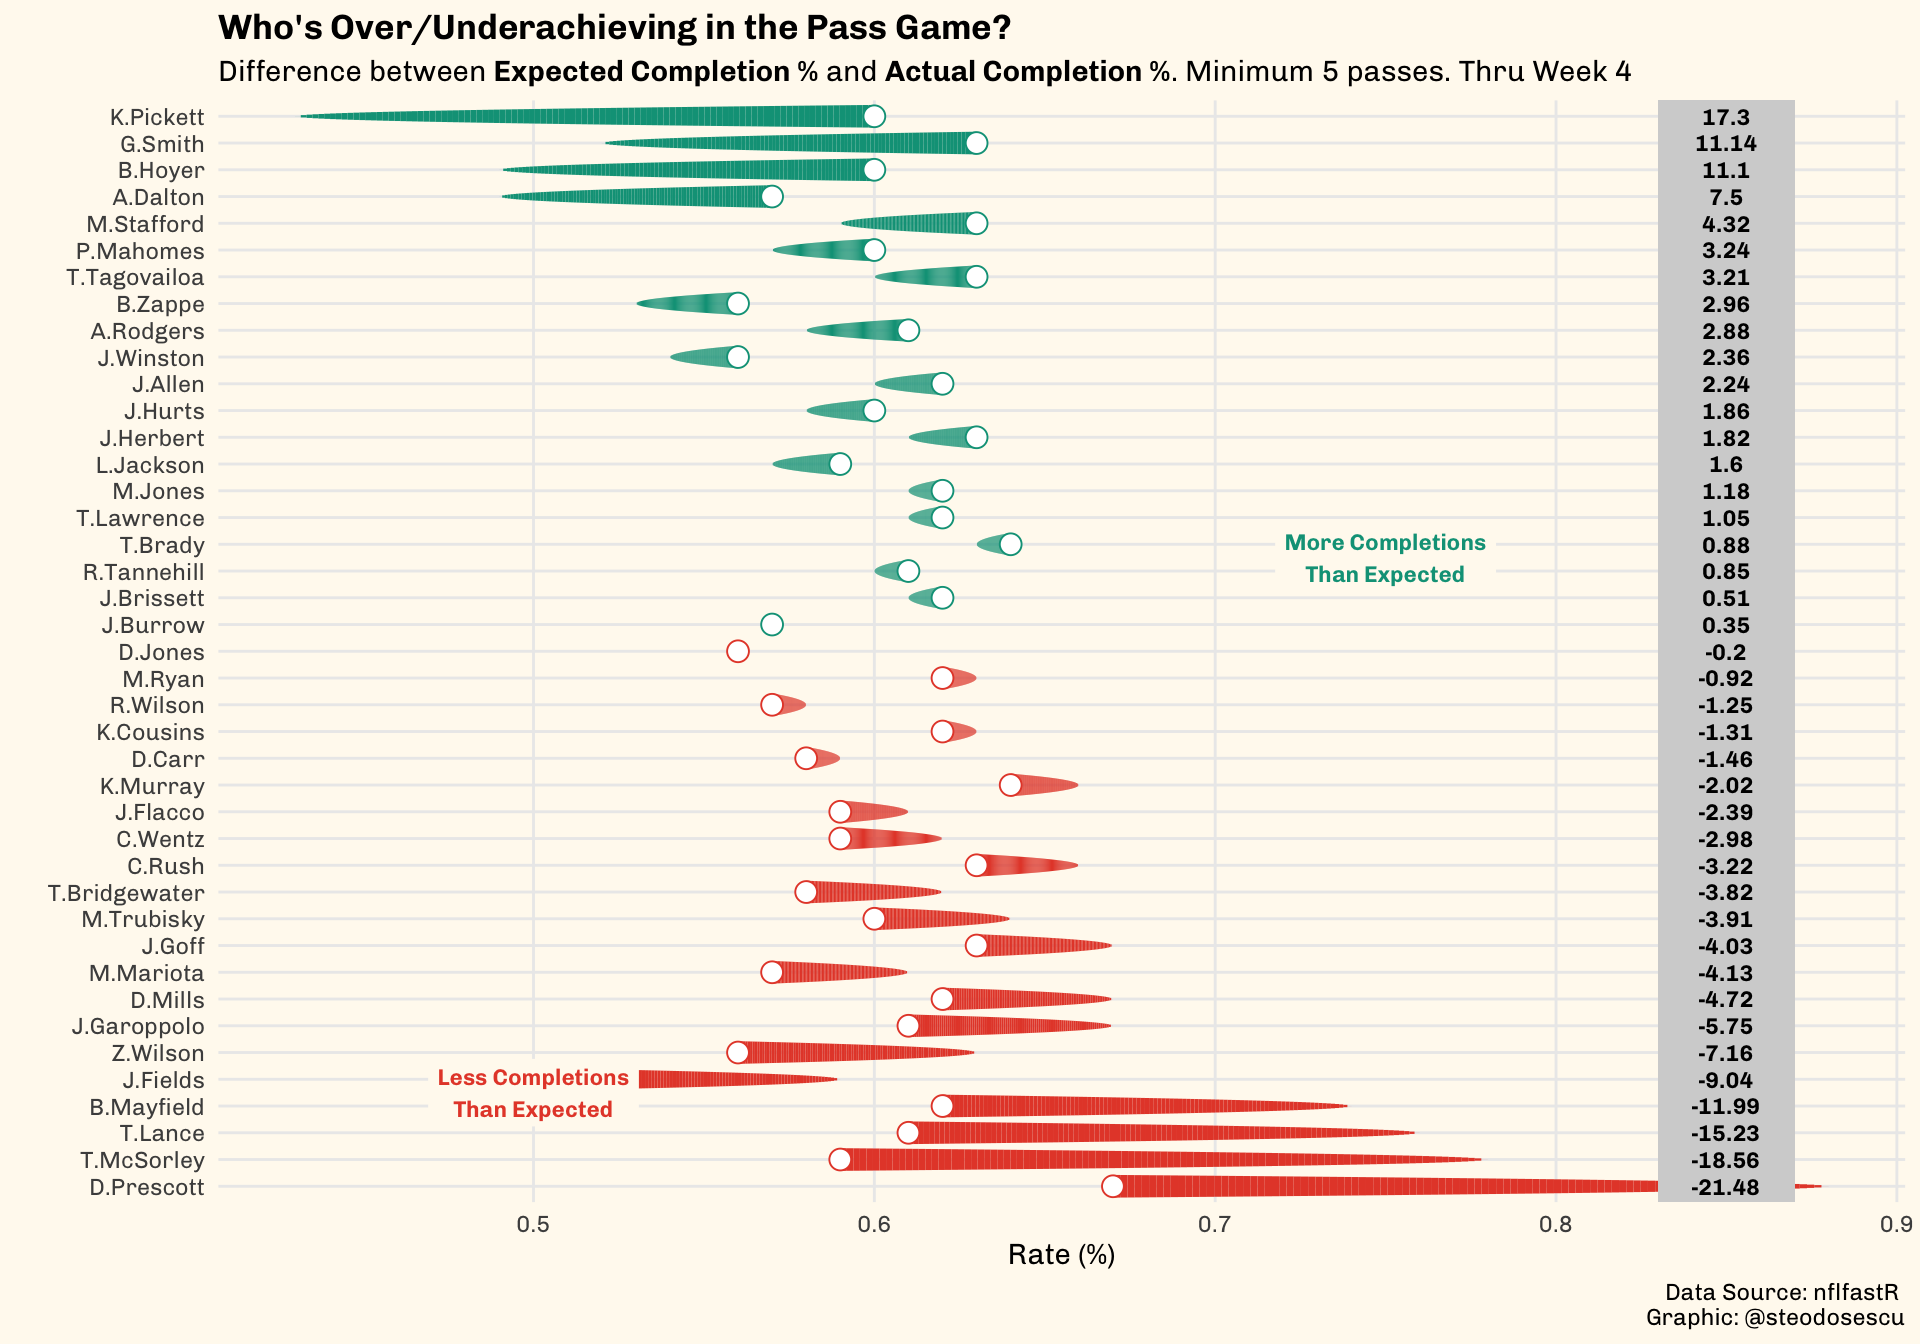 Who's Over/Underachieving in the Pass Game?
Difference between Expected Completion % and Actual Completion %. Minimum 5 passes. Thru Week 4
K.Pickett 17.3
G.Smith 11.14
B.Hoyer 11.1
A.Dalton 7.5
M.Stafford 4.32
P.Mahomes 3.24
T.Tagovailoa 3.21
B.Zappe 2.96
A.Rodgers 2.88
J.Winston 2.36
J.Allen 2.24
J.Hurts 1.86
J.Herbert 1.82
L.Jackson 1.6
M.Jones 1.18
T.Lawrence 1.05
T.Brady 0.88
More Completions
Than Expected
R.Tannehill 0.85
J.Brissett 0.51
J.Burrow 0.35
D.Jones -0.2
M.Ryan -0.92
R.Wilson -1.25
K.Cousins -1.31
D.Carr -1.46
K.Murray -2.02
J.Flacco -2.39
C.Wentz -2.98
C.Rush -3.22
T.Bridgewater -3.82
M.Trubisky -3.91
J.Goff -4.03
M.Mariota -4.13
D.Mills -4.72
J.Garoppolo -5.75
Z.Wilson -7.16
J.Fields -9.04
Less Completions
Than Expected
B.Mayfield -11.99
T.Lance -15.23
T.McSorley -18.56
D.Prescott -21.48
0.5 0.6 0.7 0.8 0.9
Rate (%)
Data Source: nflfastR
Graphic: @steodosescu